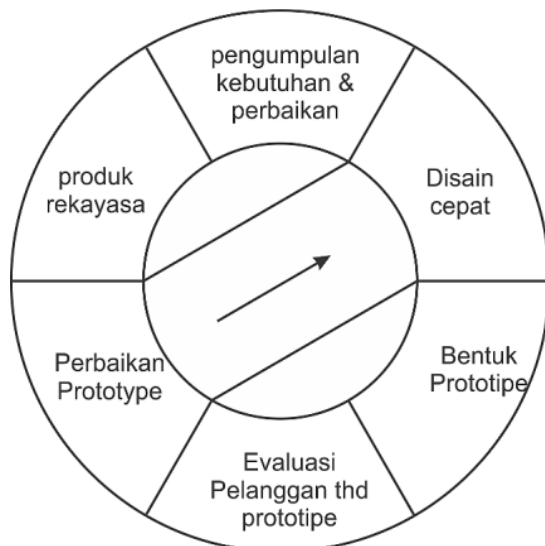 pengumpulan
kebutuhan &
perbaikan
Disain
cepat
Bentuk
Prototipe
Evaluasi
Pelanggan thd
prototipe
Perbaikan
Prototype
produk
rekayasa